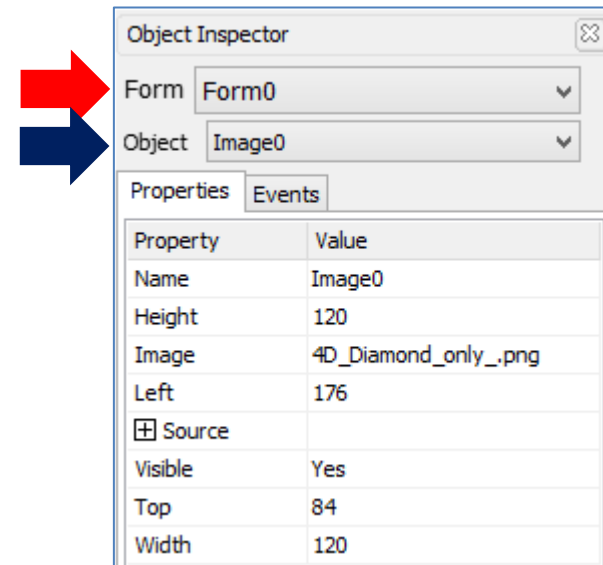 Object Inspector
Form Form0
Object Image0
Properties Events
Property Value
Name Image0
Height 120
Image 4D_Diamond_only_.png
Left 176
Source
Visible Yes
Top 84
Width 120